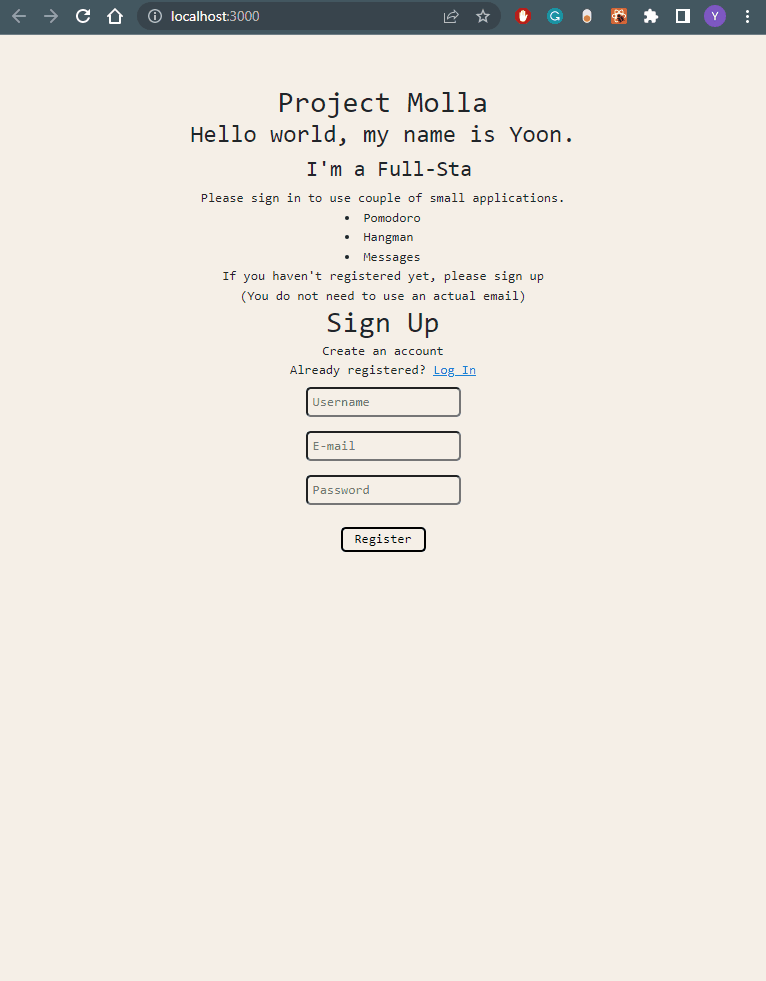 localhost:3000
Y
Project Molla
Hello world, my name is Yoon.
I'm a Full-Sta
Please sign in to use couple of small applications.
• Pomodoro
• Hangman
• Messages
If you haven't registered yet, please sign up
(You do not need to use an actual email)
Sign Up
Create an account
Already registered? Log In
Username
E-mail
Password
Register